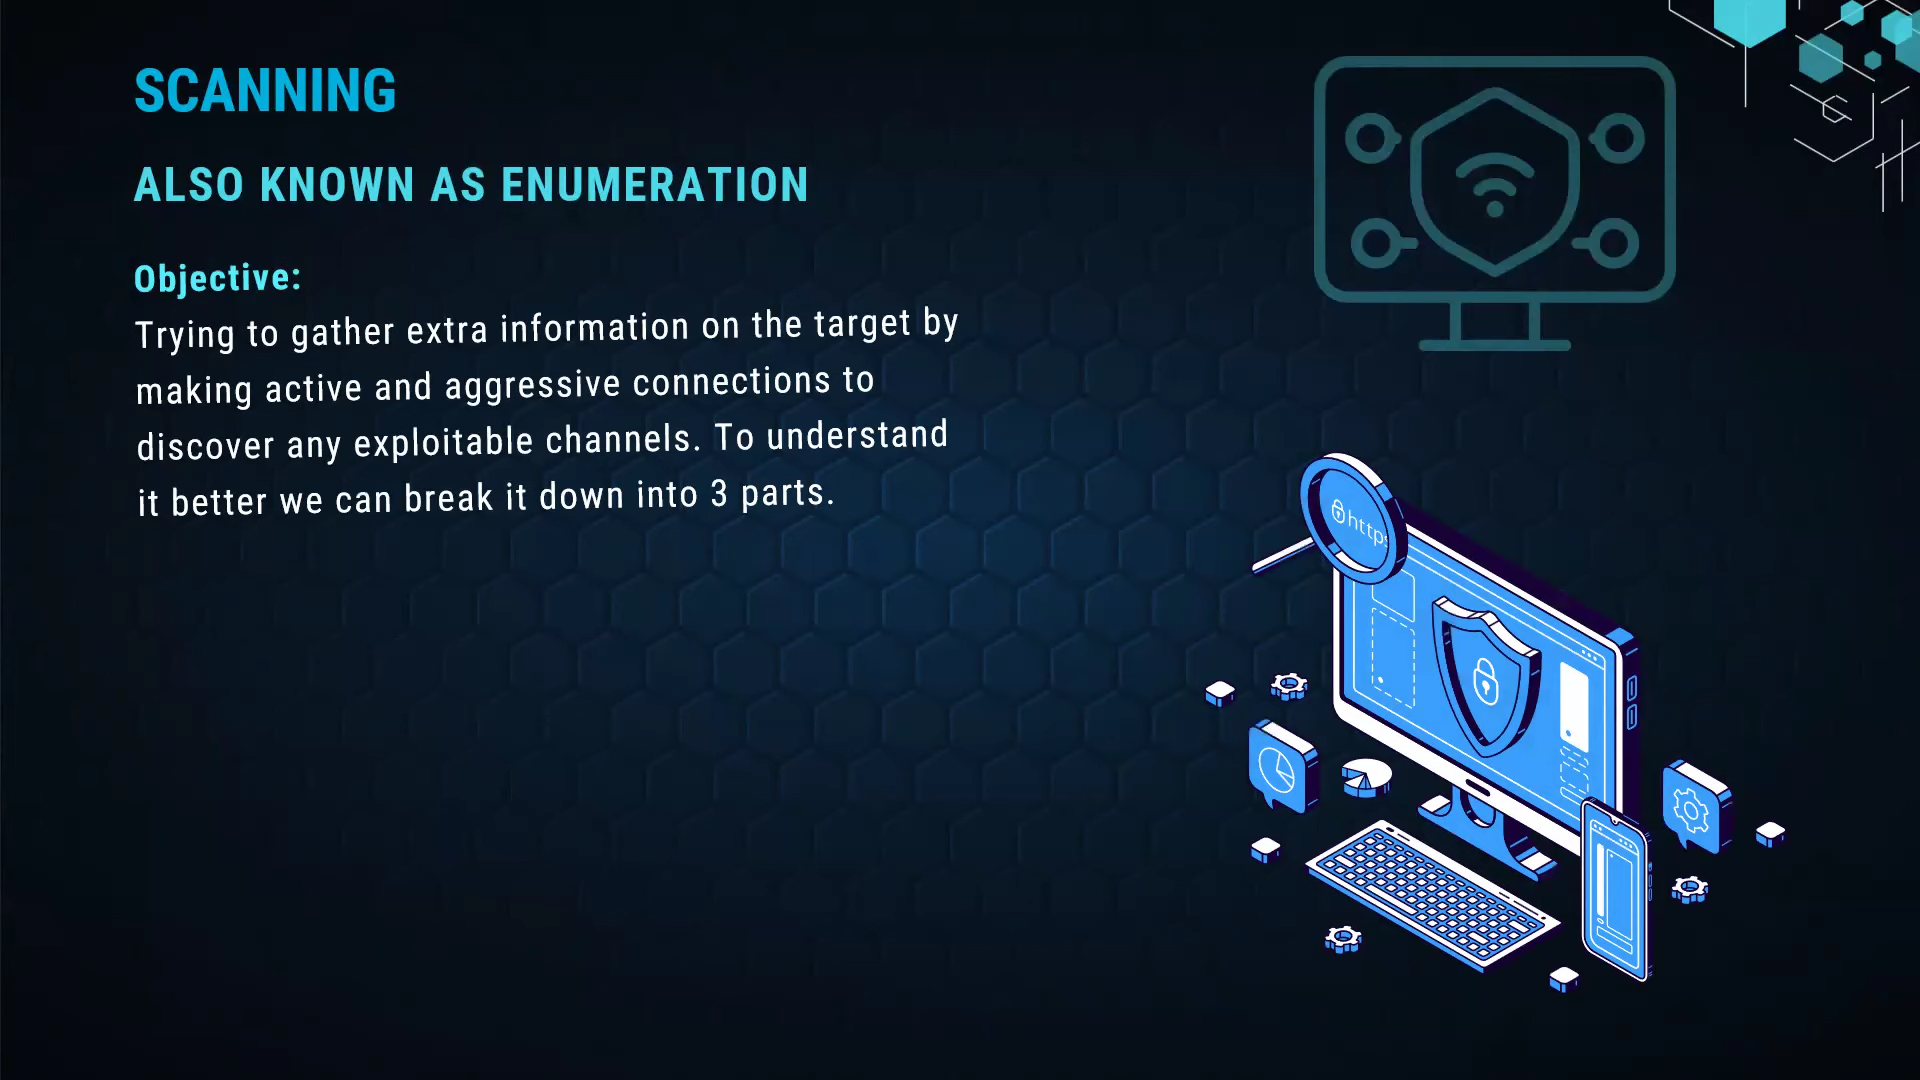 SCANNING
ALSO KNOWN AS ENUMERATION
Objective:
Trying to gather extra information on the target by
making active and aggressive connections to
discover any exploitable channels. To understand
it better we can break it down into 3 parts.
https